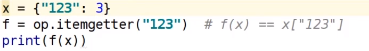 x = {"123": 3}
f = op.itemgetter("123")  # f(x) == x["123"]
print(f(x))